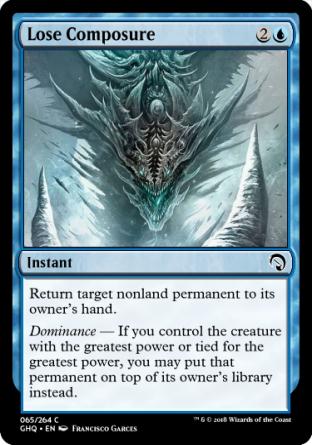 Lose Composure 2
Instant
Return target nonland permanent to its
owner's hand.
Dominance — If you control the creature
with the greatest power or tied for the
greatest power, you may put that
permanent on top of its owner's library
instead.
065/264 C
GHQ • EN FRANCISCO GARCES
™ & © 2018 Wizards of the Coast